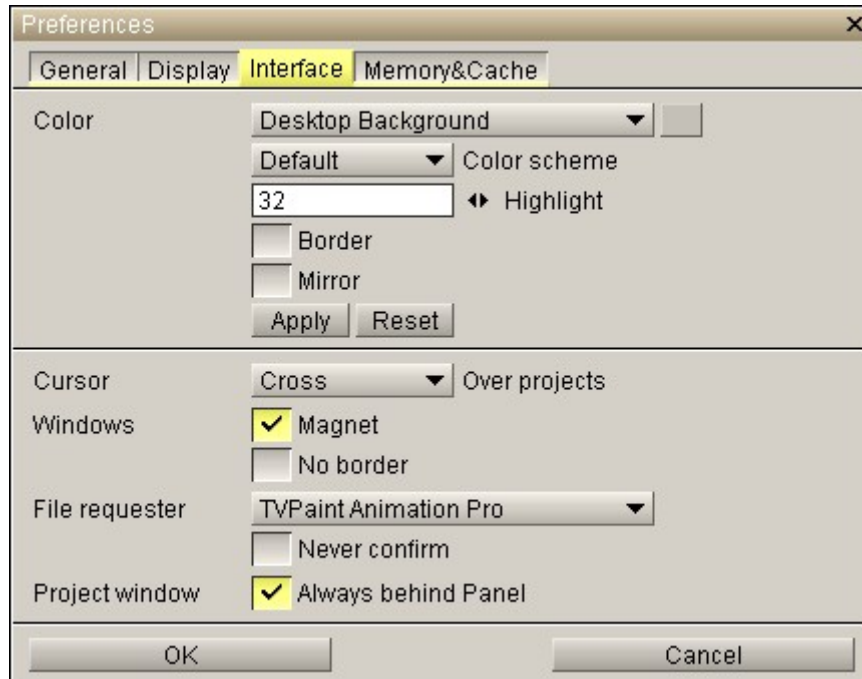 Preferences
General Display Interface Memory&Cache
Color Desktop Background
Default Color scheme
32 Highlight
Border
Mirror
Apply Reset
Cursor Cross Over projects
Windows Magnet
No border
File requester TVPaint Animation Pro
Never confirm
Project window Always behind Panel
OK Cancel